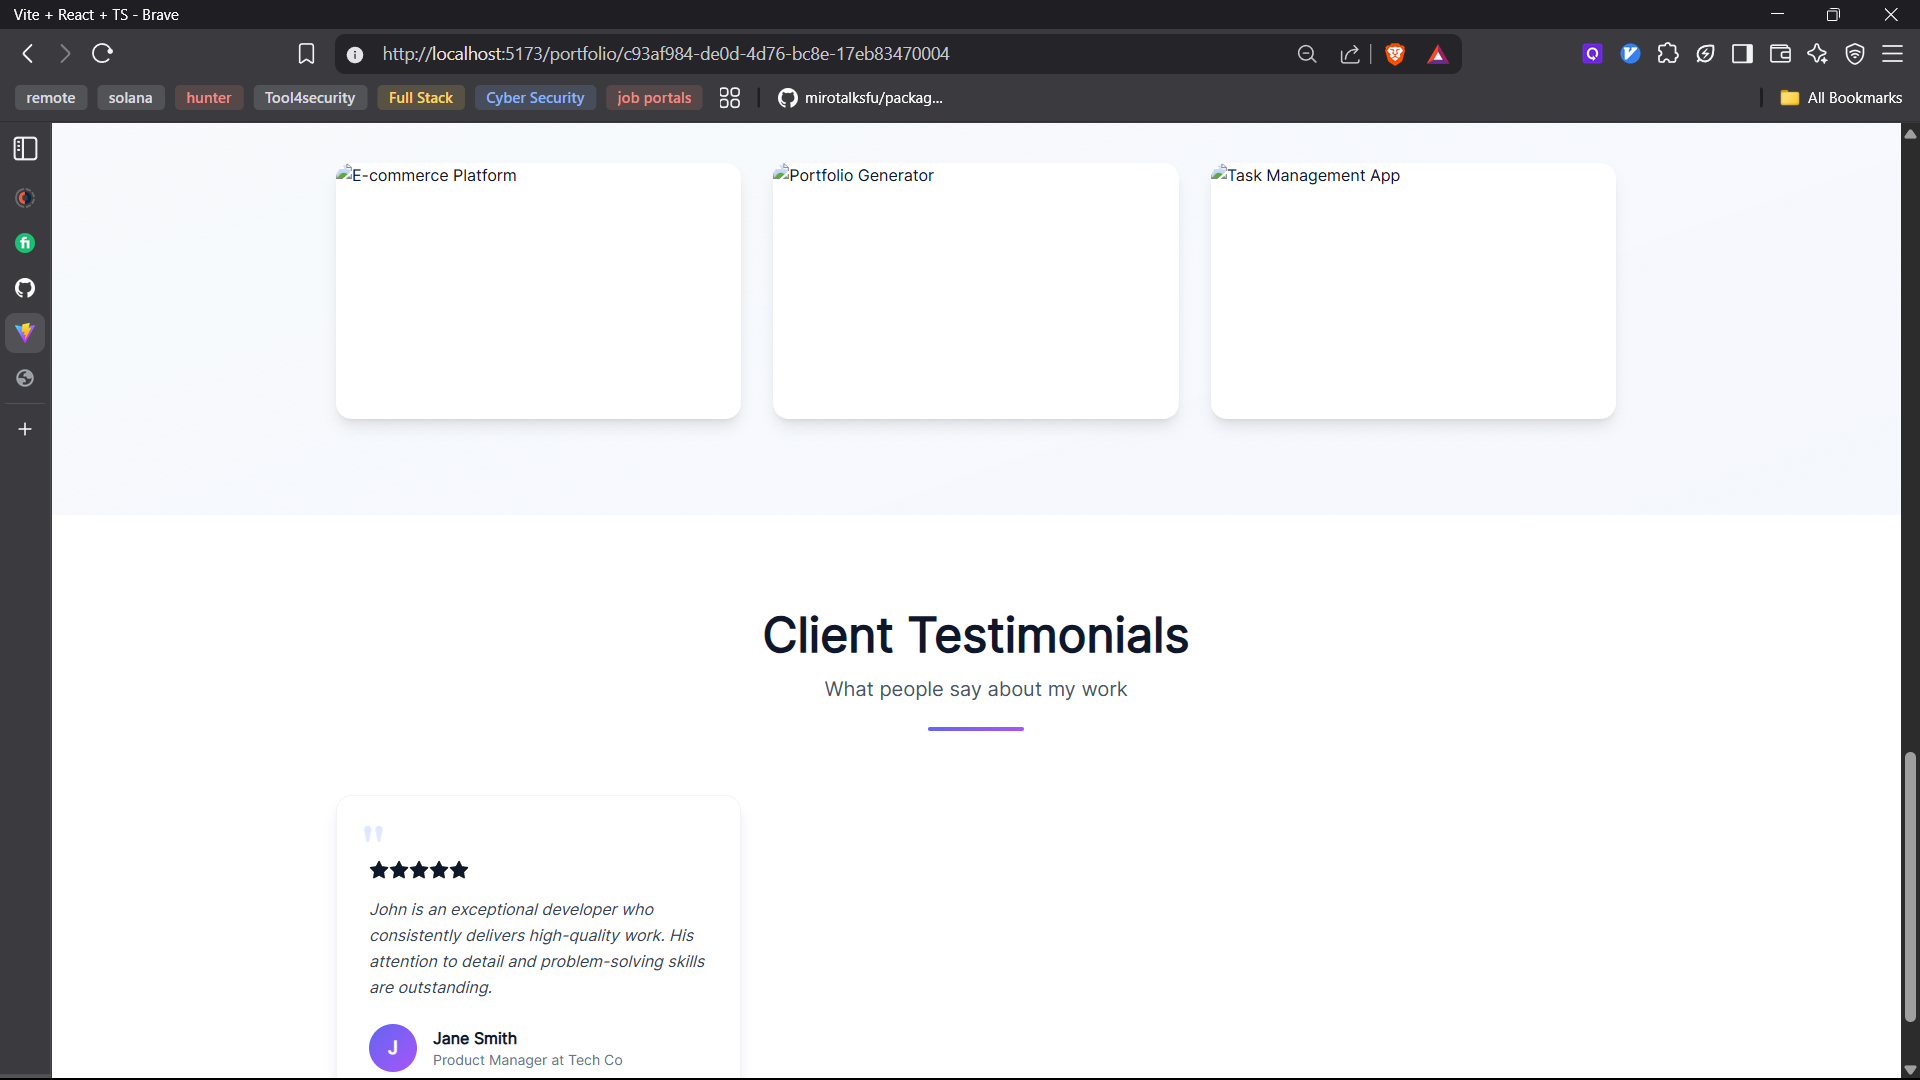 Vite + React + TS - Brave
http://localhost:5173/portfolio/c93af984-de0d-4d76-bc8e-17eb83470004
remote
solana
hunter
Tool4security
Full Stack
Cyber Security
job portals
mirotalksfu/packag...
All Bookmarks
E-commerce Platform
Portfolio Generator
Task Management App
Client Testimonials
What people say about my work
"
John is an exceptional developer who
consistently delivers high-quality work. His
attention to detail and problem-solving skills
are outstanding.
J
Jane Smith
Product Manager at Tech Co